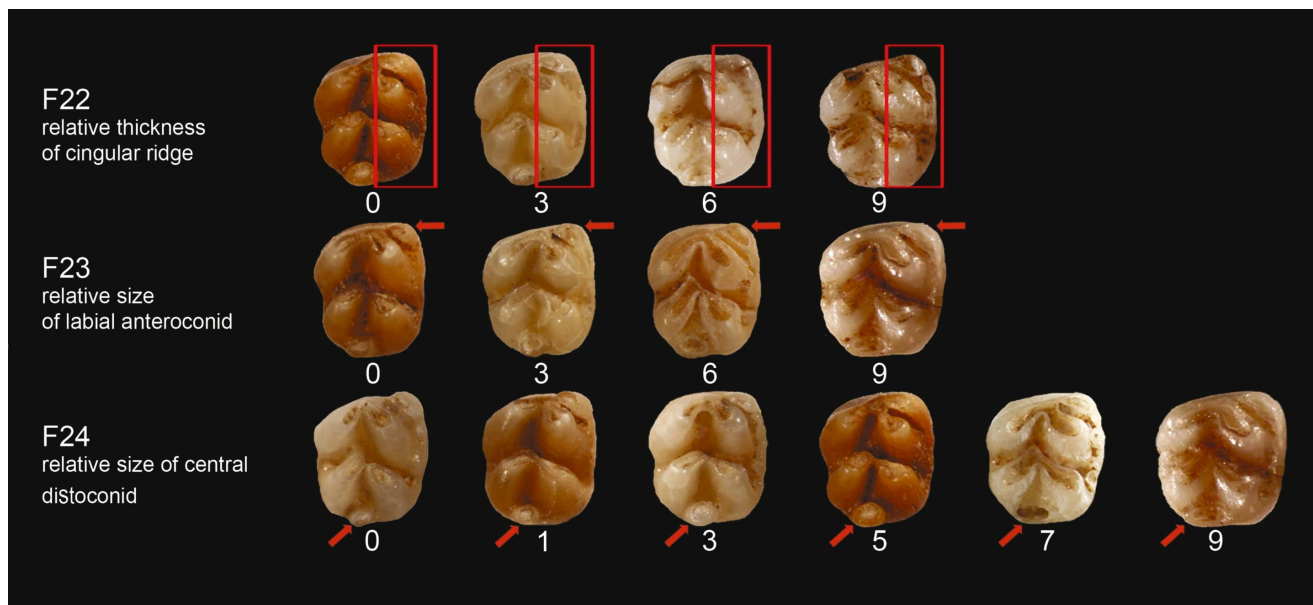 F22
relative thickness
of cingular ridge
0 3 6 9
F23
relative size
of labial anteroconid
0 3 6 9
F24
relative size of central
distoconid
0 1 3 5 7 9